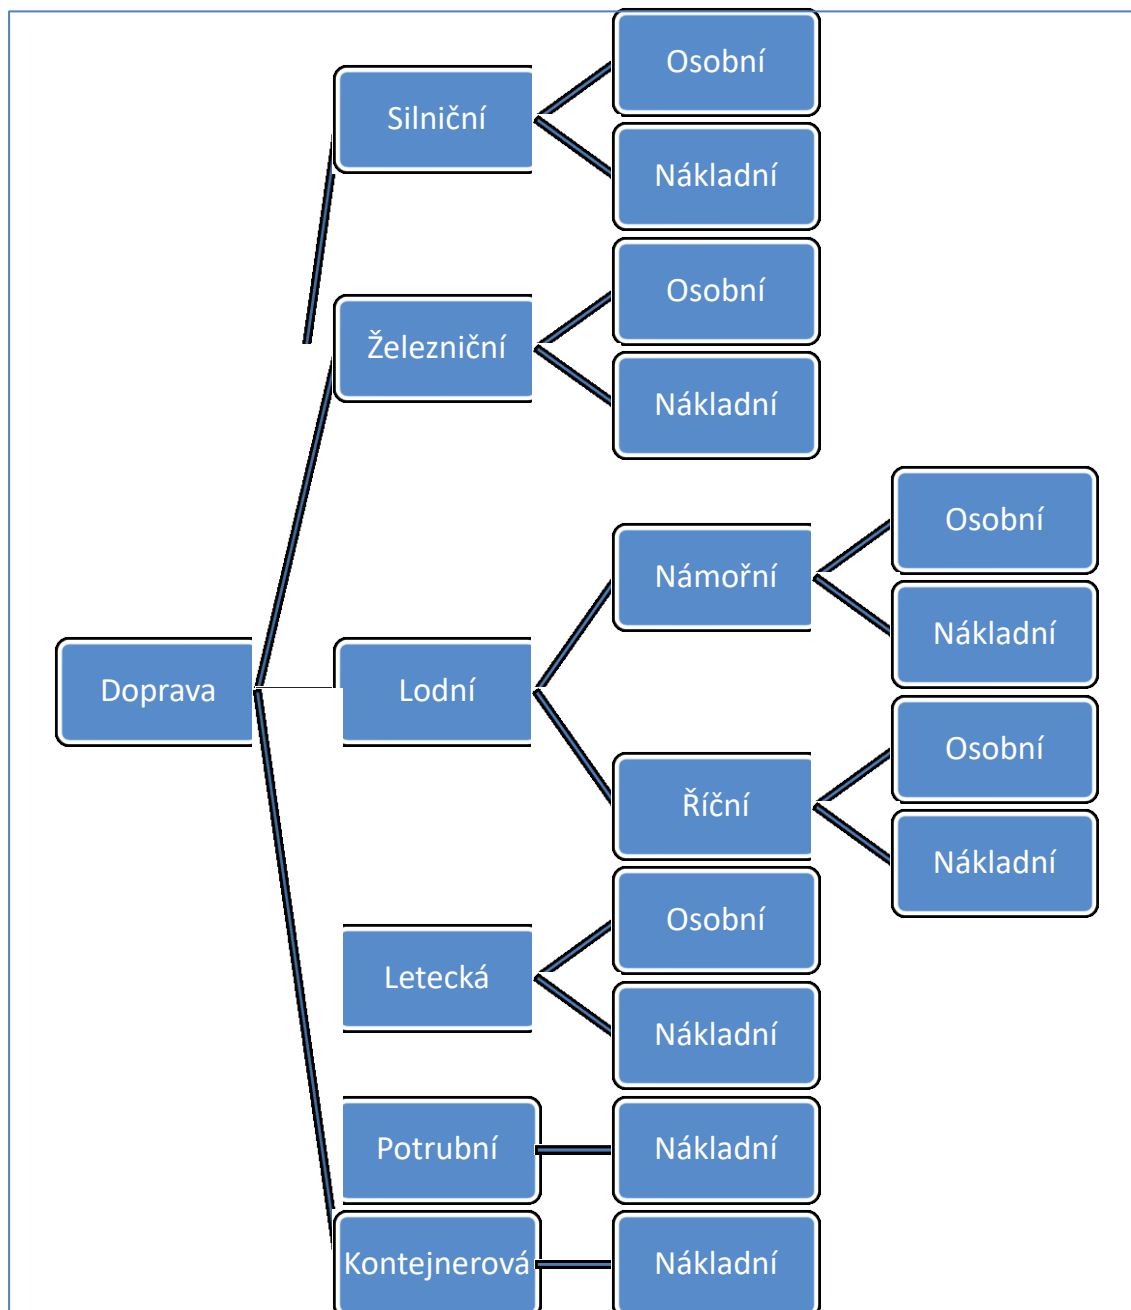 Doprava
Silniční
Osobní
Nákladní
Železniční
Osobní
Nákladní
Lodní
Námořní
Osobní
Nákladní
Říční
Osobní
Nákladní
Letecká
Osobní
Nákladní
Potrubní
Nákladní
Kontejnerová
Nákladní